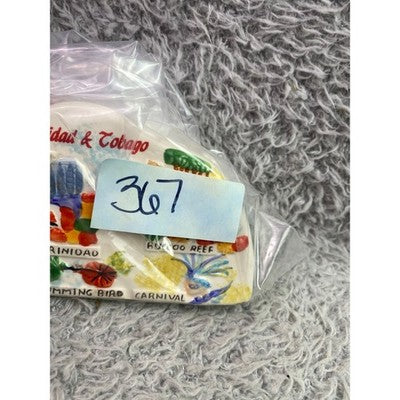 idad & Tobago
367
RINIDAD
BUCCOO REEF
MMING BIRD
CARNIVAL